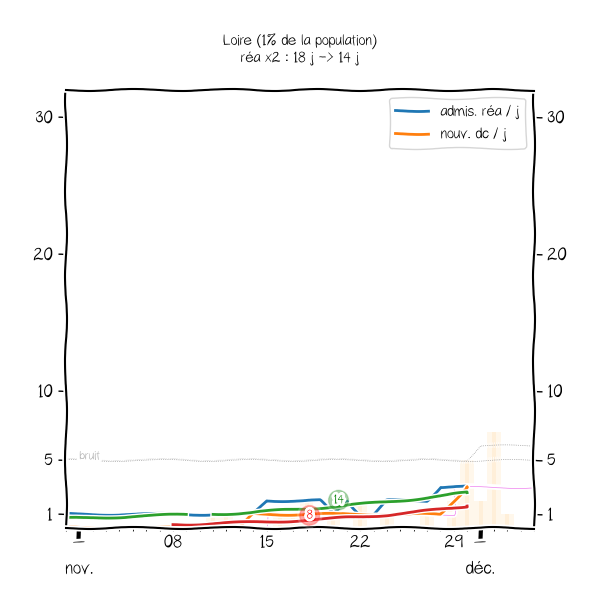 Loire (1% de la population)
réa x2 : 18 j -> 14 j
admis. réa / j
nouv. dc / j
30
30
20
20
10
10
5
5
bruit
14
8
1
1
08
15
22
29
nov.
déc.